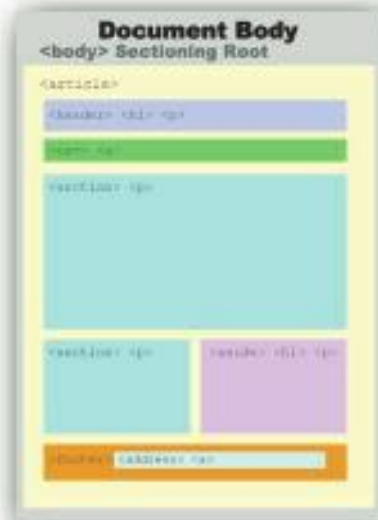 Document Body
<body> Sectioning Root
<article>
<header> <h1> <p>
<nav> <a>
<section> <p>
<section> <p>
<aside> <h1> <p>
<footer> <address> <a>